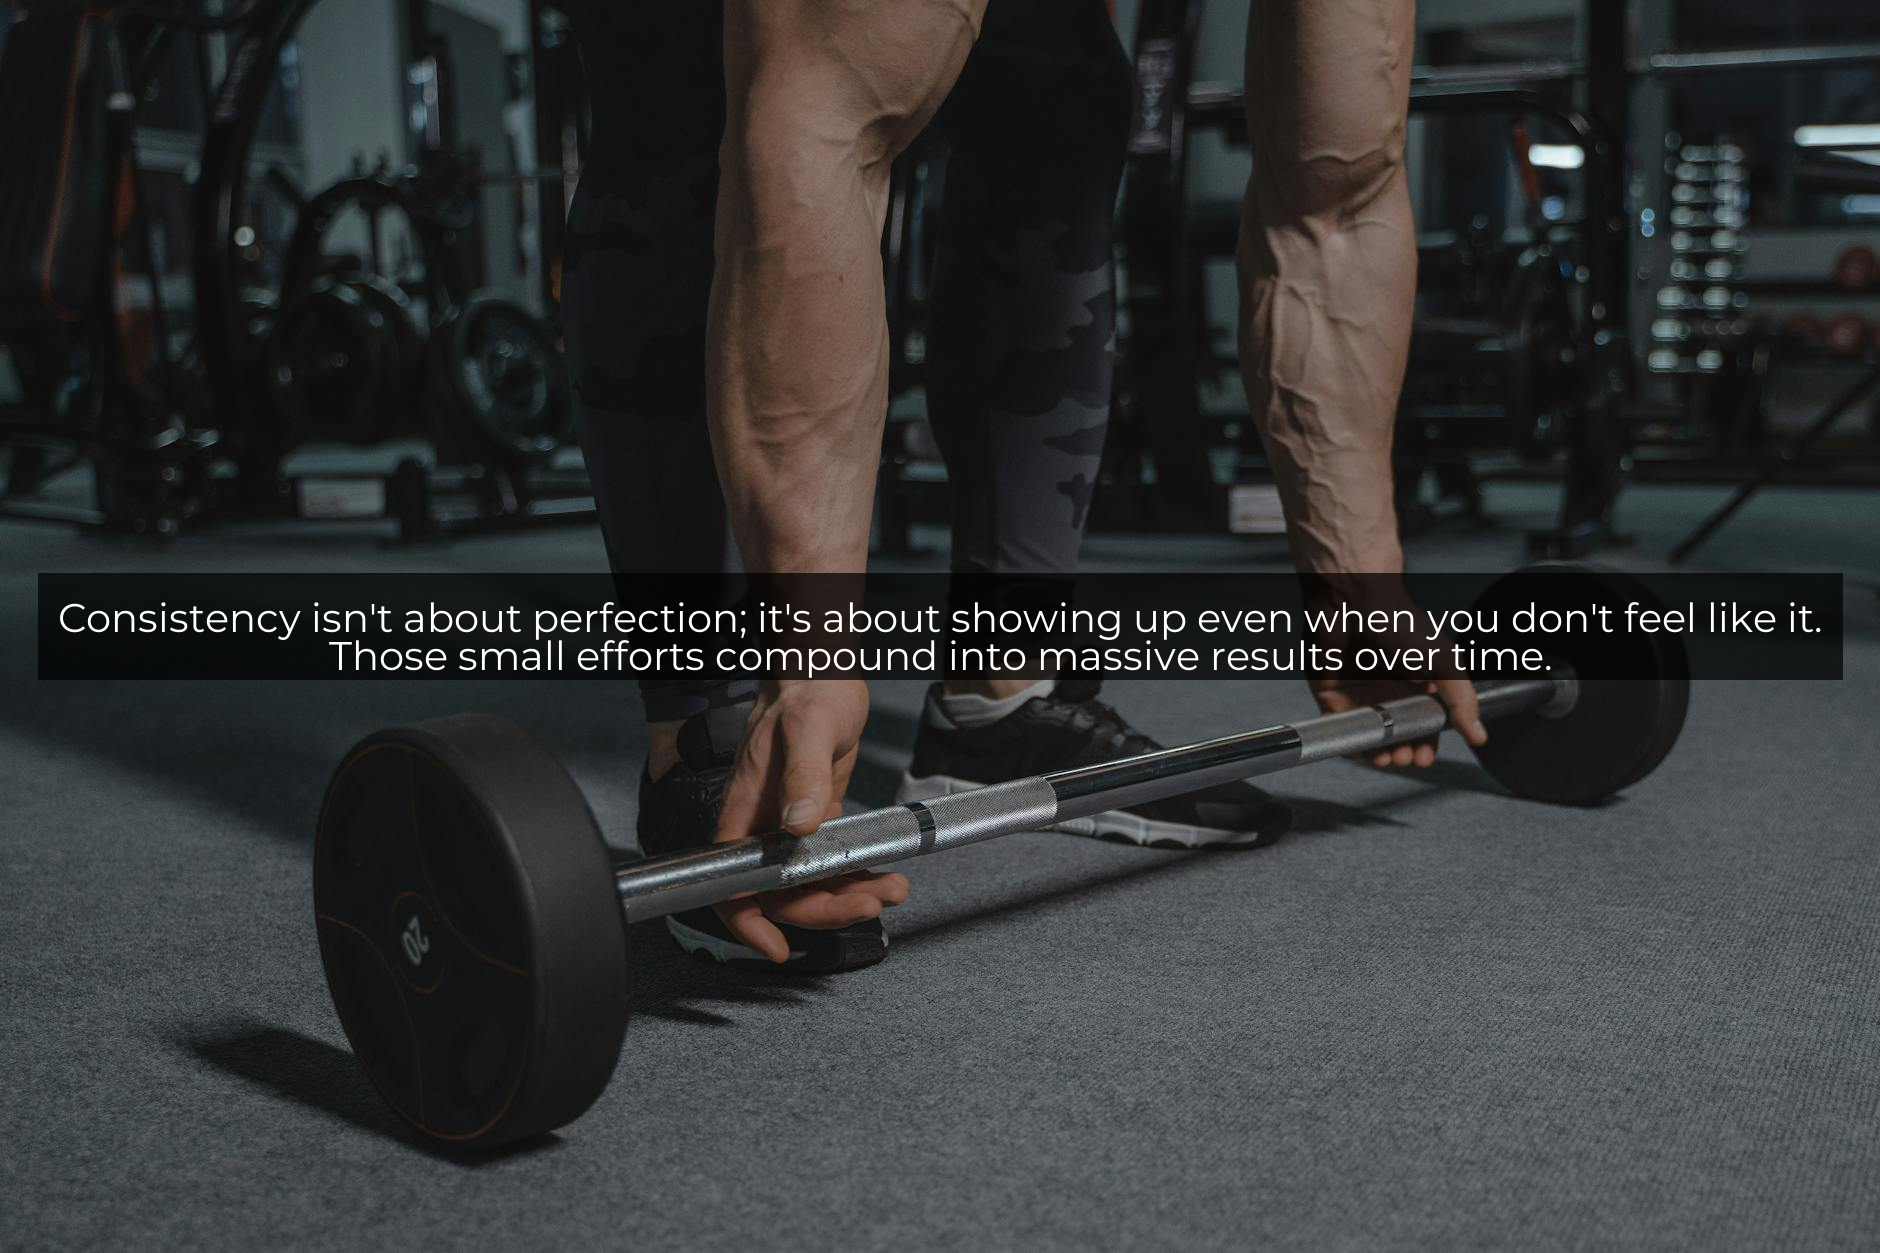 Consistency isn't about perfection; it's about showing up even when you don't feel like it.
Those small efforts compound into massive results over time.
20